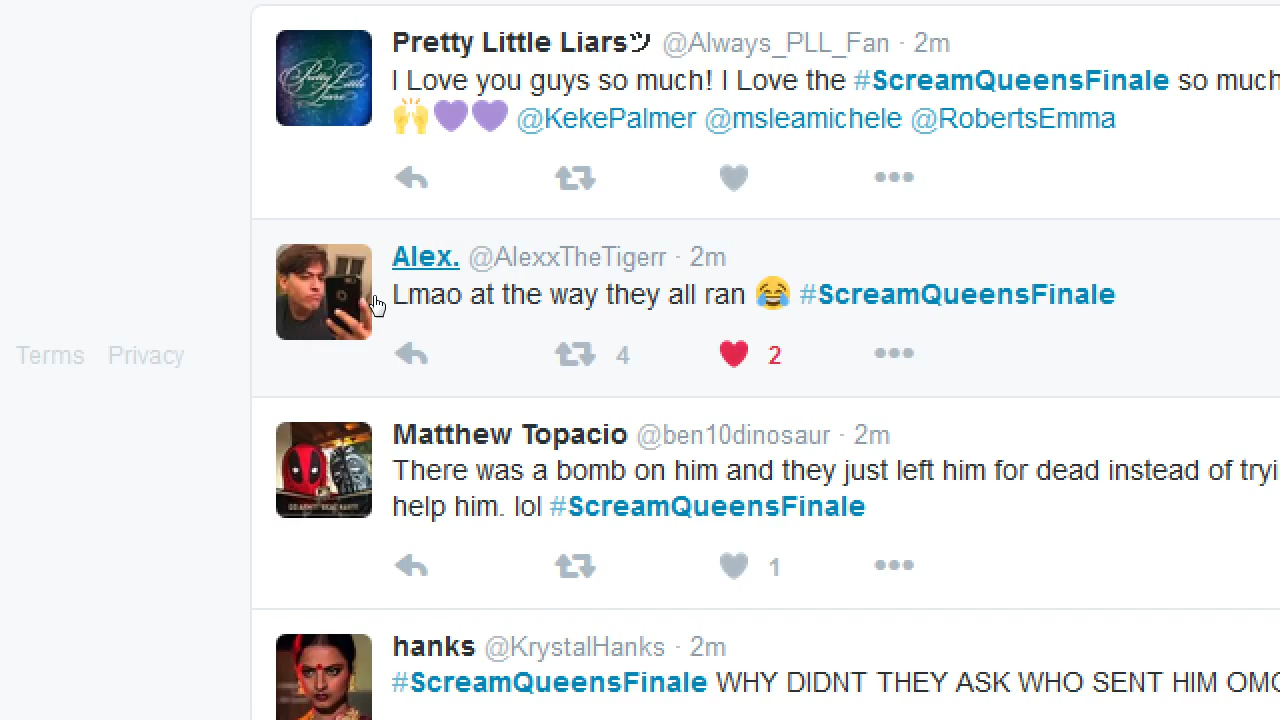 Pretty Little Liarsツ @Always_PLL_Fan · 2m
I Love you guys so much! I Love the #ScreamQueensFinale so much
🙌💜💜 @KekePalmer @msleamichele @RobertsEmma
Alex. @AlexxTheTigerr · 2m
Lmao at the way they all ran 😂 #ScreamQueensFinale
4 2
Terms Privacy
Matthew Topacio @ben10dinosaur · 2m
There was a bomb on him and they just left him for dead instead of tryi
help him. lol #ScreamQueensFinale
1
hanks @KrystalHanks · 2m
#ScreamQueensFinale WHY DIDNT THEY ASK WHO SENT HIM OMG
Pretty Little
Liars